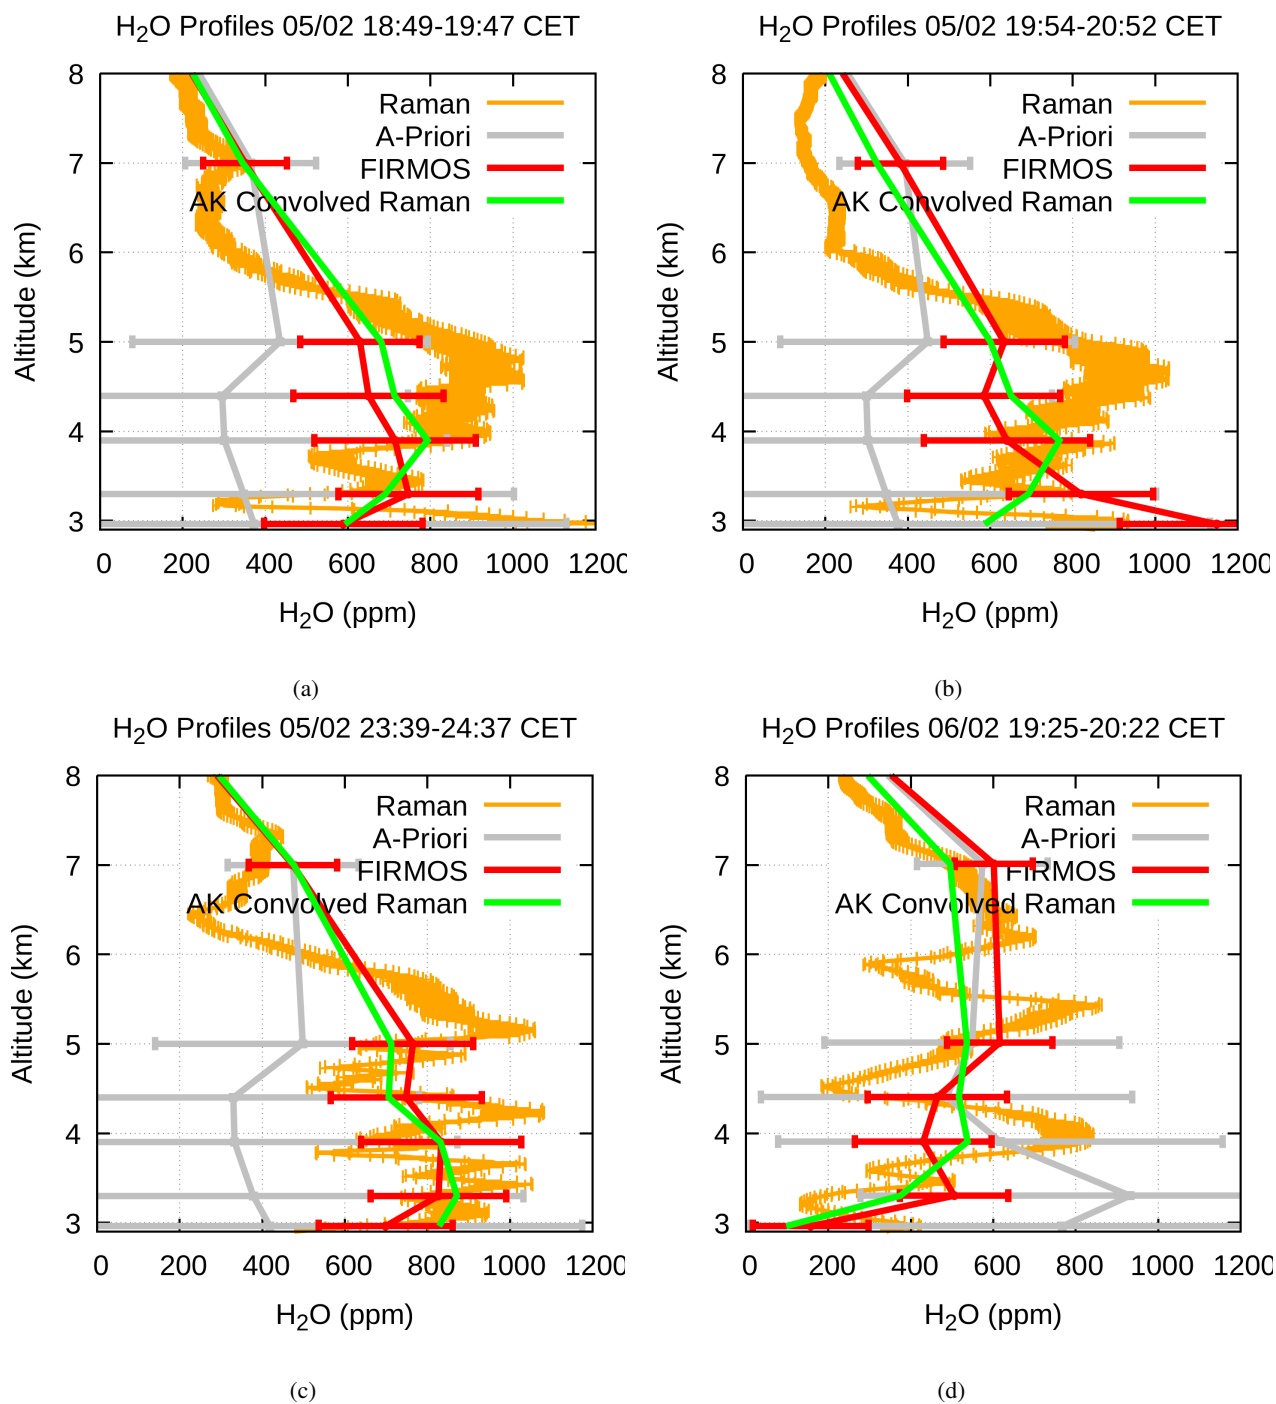 H2O Profiles 05/02 18:49-19:47 CET
8
7
6
5
4
3
Altitude (km)
Raman
A-Priori
FIRMOS
AK Convolved Raman
0 200 400 600 800 1000 1200
H2O (ppm)
(a)
H2O Profiles 05/02 19:54-20:52 CET
8
7
6
5
4
3
Altitude (km)
Raman
A-Priori
FIRMOS
AK Convolved Raman
0 200 400 600 800 1000 1200
H2O (ppm)
(b)
H2O Profiles 05/02 23:39-24:37 CET
8
7
6
5
4
3
Altitude (km)
Raman
A-Priori
FIRMOS
AK Convolved Raman
0 200 400 600 800 1000 1200
H2O (ppm)
(c)
H2O Profiles 06/02 19:25-20:22 CET
8
7
6
5
4
3
Altitude (km)
Raman
A-Priori
FIRMOS
AK Convolved Raman
0 200 400 600 800 1000 1200
H2O (ppm)
(d)